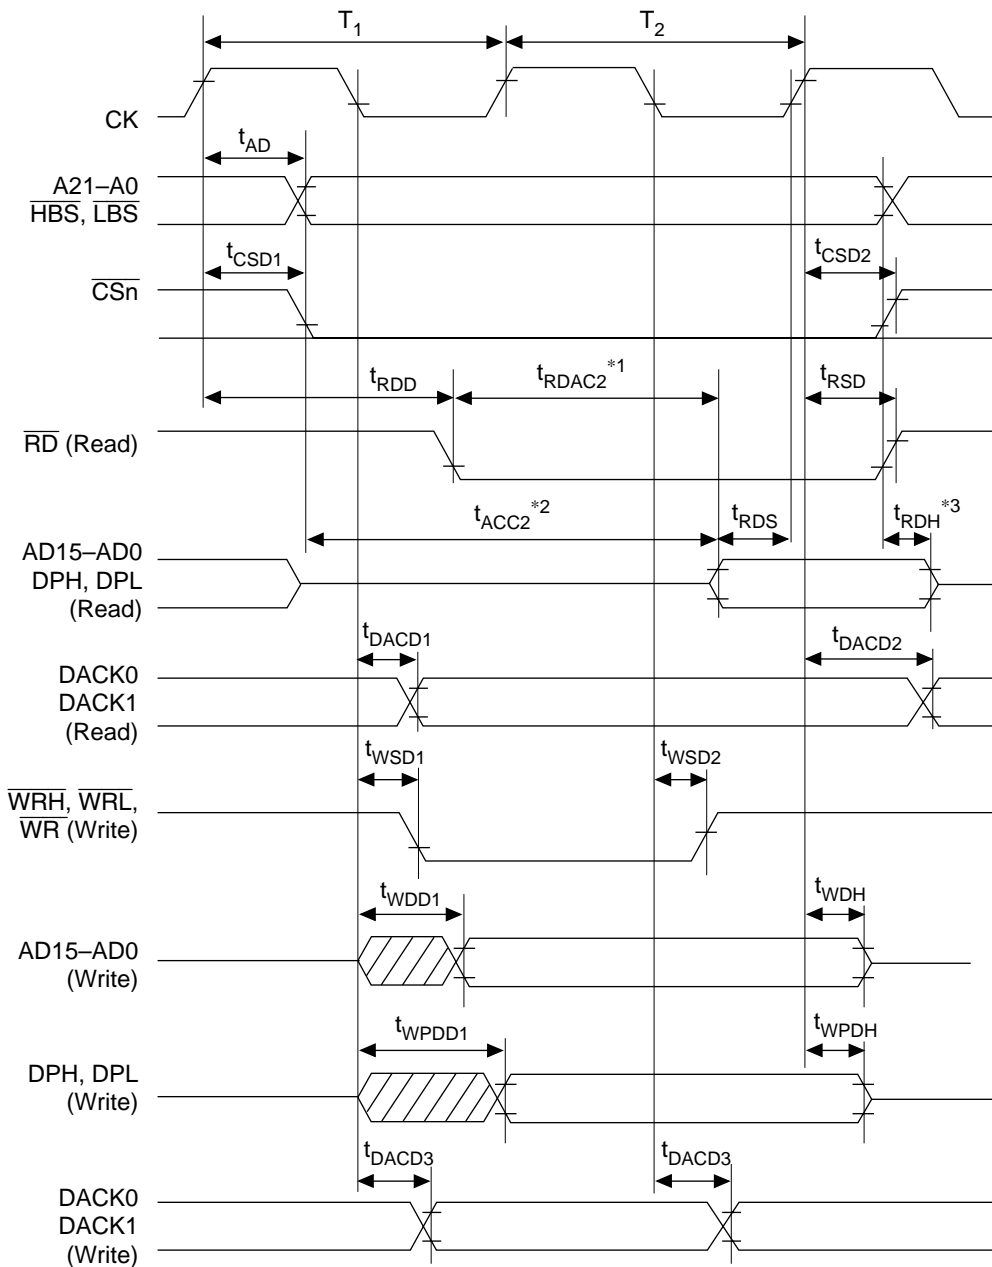 T1 T2
CK
tAD
A21–A0
HBS, LBS
tCSD1 tCSD2
CSn
tRDD tRDAC2*1 tRSD
RD (Read)
tACC2*2 tRDS tRDH*3
AD15–AD0
DPH, DPL
(Read)
tDACD1 tDACD2
DACK0
DACK1
(Read)
tWSD1 tWSD2
WRH, WRL,
WR (Write)
tWDD1 tWDH
AD15–AD0
(Write)
tWPDD1 tWPDH
DPH, DPL
(Write)
tDACD3 tDACD3
DACK0
DACK1
(Write)